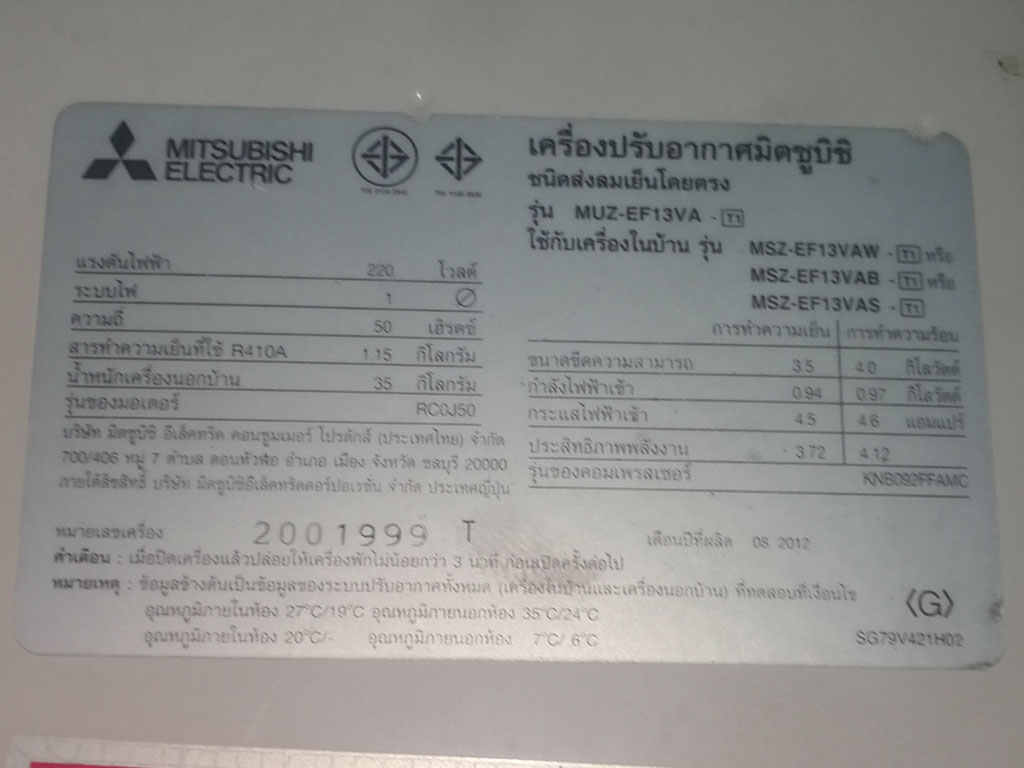 MITSUBISHI
ELECTRIC
เครื่องปรับอากาศมิตซูบิชิ
ชนิดส่งลมเย็นโดยตรง
รุ่น MUZ-EF13VA - T1
ใช้กับเครื่องในบ้าน รุ่น MSZ-EF13VAW - T1 หรือ
MSZ-EF13VAB - T1 หรือ
MSZ-EF13VAS - T1
แรงดันไฟฟ้า 220 โวลต์
ระบบไฟ 1 ∅
ความถี่ 50 เฮิรตซ์
สารทำความเย็นที่ใช้ R410A 1.15 กิโลกรัม
น้ำหนักเครื่องนอกบ้าน 35 กิโลกรัม
รุ่นของมอเตอร์ RC0J50
การทำความเย็น การทำความร้อน
ขนาดขีดความสามารถ 3.5 4.0 กิโลวัตต์
กำลังไฟฟ้าเข้า 0.94 0.97 กิโลวัตต์
กระแสไฟฟ้าเข้า 4.5 4.6 แอมแปร์
ประสิทธิภาพพลังงาน 3.72 4.12
รุ่นของคอมเพรสเซอร์ KNB092FFAMC
บริษัท มิตซูบิชิ อีเล็คทริค คอนซูมเมอร์ โปรดักส์ (ประเทศไทย) จำกัด
700/406 หมู่ 7 ตำบล ดอนหัวฬ่อ อำเภอ เมือง จังหวัด ชลบุรี 20000
ภายใต้ลิขสิทธิ์ บริษัท มิตซูบิชิอีเล็คทริคคอร์ปอเรชั่น จำกัด ประเทศญี่ปุ่น
หมายเลขเครื่อง 2001999 T เดือนปีที่ผลิต 08. 2012
คำเตือน : เมื่อปิดเครื่องแล้วปล่อยให้เครื่องพักไม่น้อยกว่า 3 นาที ก่อนเปิดครั้งต่อไป
หมายเหตุ : ข้อมูลข้างต้นเป็นข้อมูลของระบบปรับอากาศทั้งหมด (เครื่องในบ้านและเครื่องนอกบ้าน) ที่ทดสอบที่เงื่อนไข
อุณหภูมิภายในห้อง 27°C/19°C อุณหภูมิภายนอกห้อง 35°C/24°C
อุณหภูมิภายในห้อง 20°C/- อุณหภูมิภายนอกห้อง 7°C/ 6°C
〈G〉
SG79V421H02